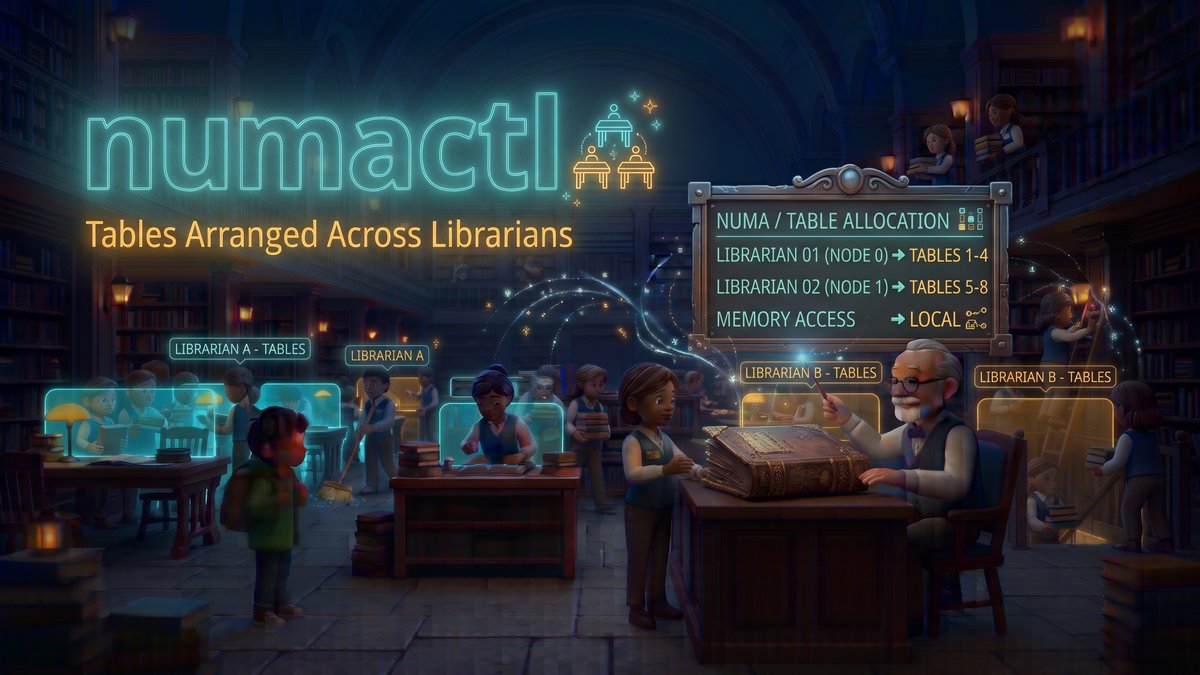 numactl
Tables Arranged Across Librarians
NUMA / TABLE ALLOCATION
LIBRARIAN 01 (NODE 0) → TABLES 1-4
LIBRARIAN 02 (NODE 1) → TABLES 5-8
MEMORY ACCESS → LOCAL
LIBRARIAN A - TABLES
LIBRARIAN A
LIBRARIAN B - TABLES
LIBRARIAN B - TABLES